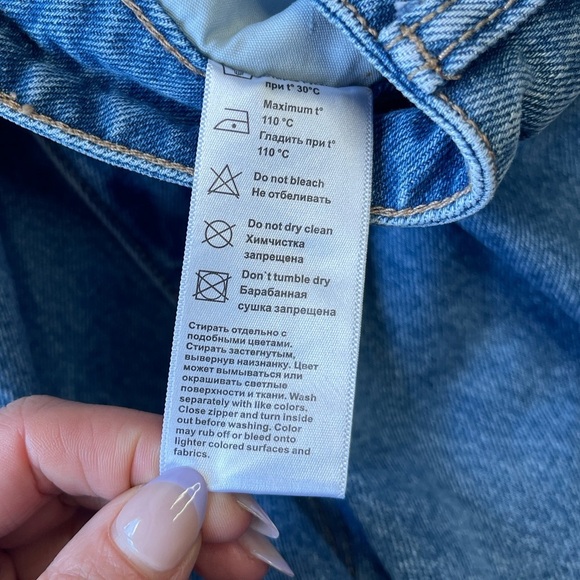 при t° 30°C
Maximum t°
110 °C
Гладить при t°
110 °C
Do not bleach
Не отбеливать
Do not dry clean
Химчистка
запрещена
Don`t tumble dry
Барабанная
сушка запрещена
Стирать отдельно с
подобными цветами.
Стирать застегнутым,
вывернув наизнанку. Цвет
может вымываться или
окрашивать светлые
поверхности и ткани. Wash
separately with like colors.
Close zipper and turn inside
out before washing. Color
may rub off or bleed onto
lighter colored surfaces and
fabrics.